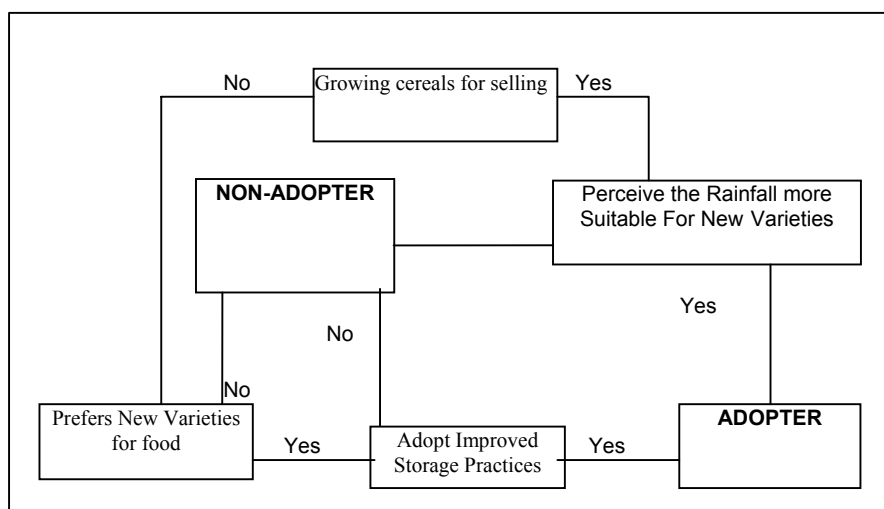 No
Growing cereals for selling
Yes
NON-ADOPTER
Perceive the Rainfall more
Suitable For New Varieties
Yes
No
No
Prefers New Varieties
for food
Yes
Adopt Improved
Storage Practices
Yes
ADOPTER